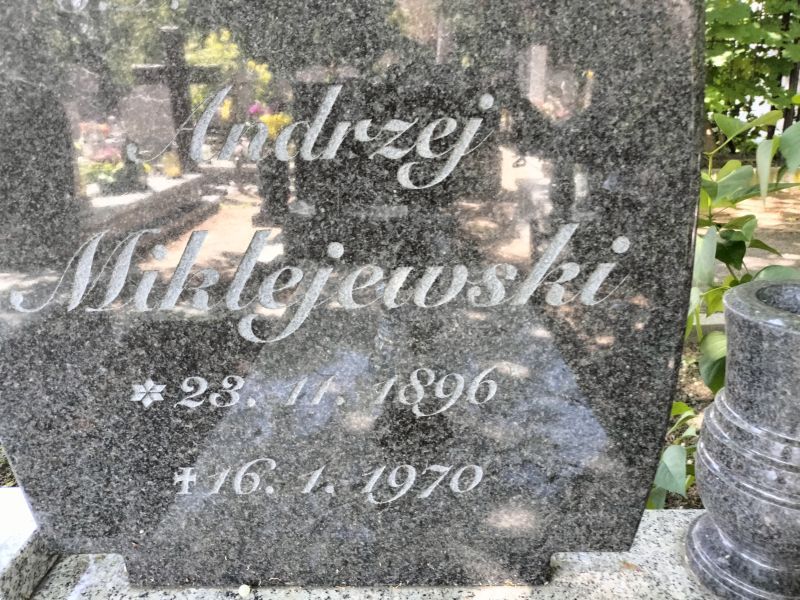 Andrzej
Miklejewski
* 23. 11. 1896
† 16. 1. 1970